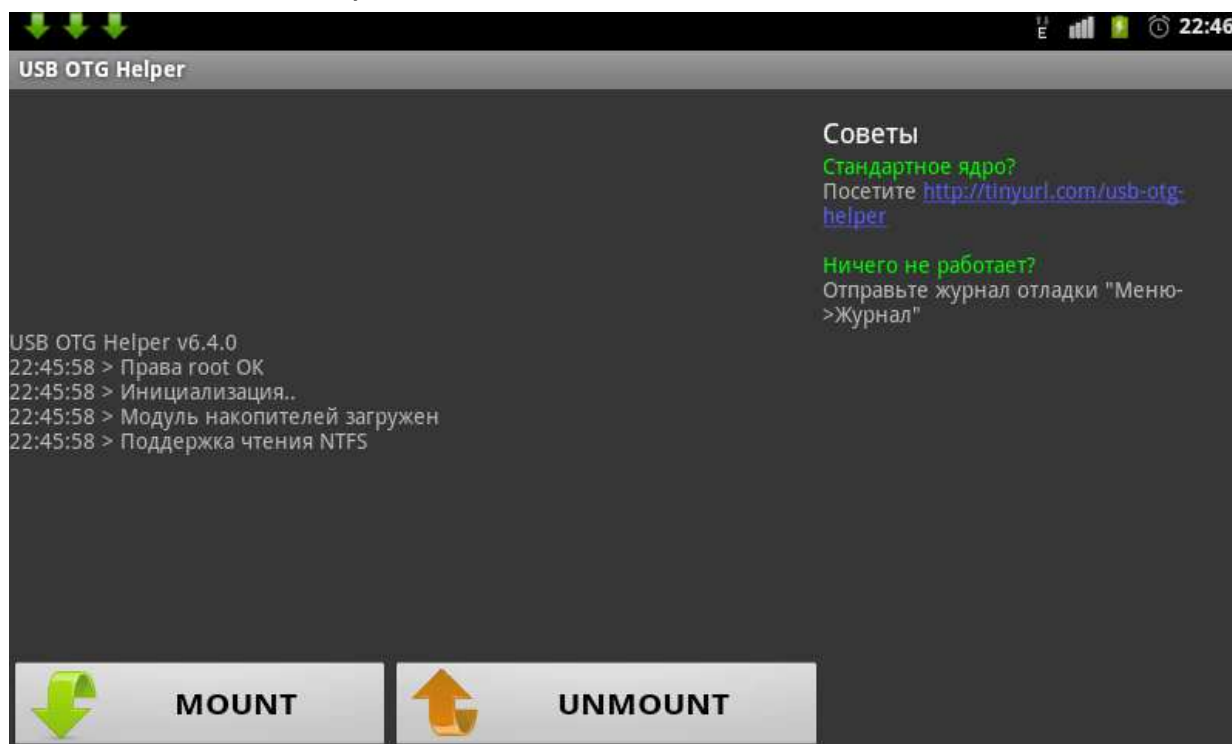 E 22:46
USB OTG Helper
Советы
Стандартное ядро?
Посетите http://tinyurl.com/usb-otg-
helper
Ничего не работает?
Отправьте журнал отладки "Меню-
>Журнал"
USB OTG Helper v6.4.0
22:45:58 > Права root OK
22:45:58 > Инициализация..
22:45:58 > Модуль накопителей загружен
22:45:58 > Поддержка чтения NTFS
MOUNT
UNMOUNT